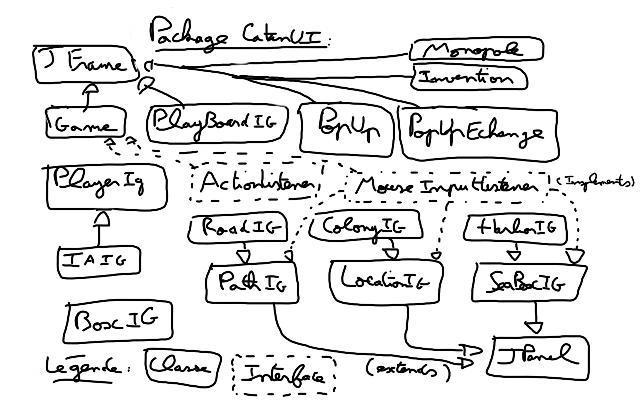 Package CatanUI:
JFrame
Monopole
Invention
Game
PlayBoardIG
PopUp
PopUpEchange
PlayerIg
ActionListener
MouseInputListener
(Implements)
RoadIG
ColonyIG
HarborIG
IAIG
PathIG
LocationIG
SeaBoxIG
BoxIG
JPanel
(extends)
Légende:
Classe
Interface